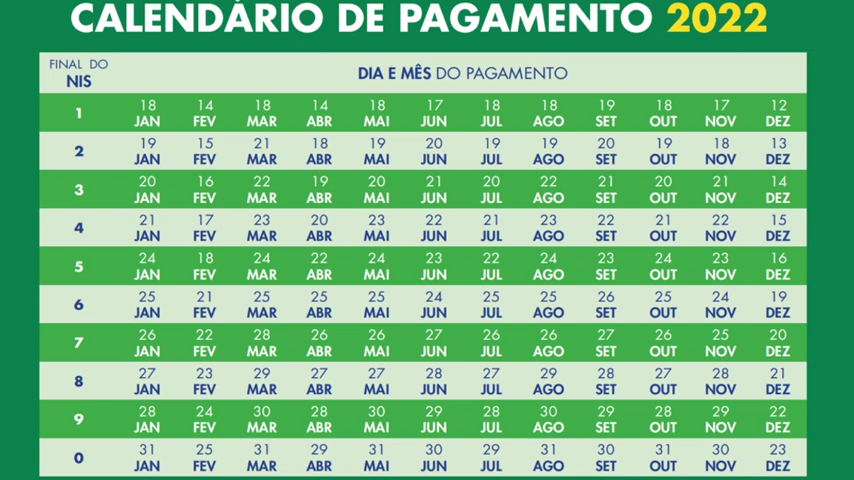 CALENDÁRIO DE PAGAMENTO 2022
FINAL DO NIS DIA E MÊS DO PAGAMENTO
1 18 JAN 14 FEV 18 MAR 14 ABR 18 MAI 17 JUN 18 JUL 18 AGO 19 SET 18 OUT 17 NOV 12 DEZ
2 19 JAN 15 FEV 21 MAR 18 ABR 19 MAI 20 JUN 19 JUL 19 AGO 20 SET 19 OUT 18 NOV 13 DEZ
3 20 JAN 16 FEV 22 MAR 19 ABR 20 MAI 21 JUN 20 JUL 22 AGO 21 SET 20 OUT 21 NOV 14 DEZ
4 21 JAN 17 FEV 23 MAR 20 ABR 23 MAI 22 JUN 21 JUL 23 AGO 22 SET 21 OUT 22 NOV 15 DEZ
5 24 JAN 18 FEV 24 MAR 22 ABR 24 MAI 23 JUN 22 JUL 24 AGO 23 SET 24 OUT 23 NOV 16 DEZ
6 25 JAN 21 FEV 25 MAR 25 ABR 25 MAI 24 JUN 25 JUL 25 AGO 26 SET 25 OUT 24 NOV 19 DEZ
7 26 JAN 22 FEV 28 MAR 26 ABR 26 MAI 27 JUN 26 JUL 26 AGO 27 SET 26 OUT 25 NOV 20 DEZ
8 27 JAN 23 FEV 29 MAR 27 ABR 27 MAI 28 JUN 27 JUL 29 AGO 28 SET 27 OUT 28 NOV 21 DEZ
9 28 JAN 24 FEV 30 MAR 28 ABR 30 MAI 29 JUN 28 JUL 30 AGO 29 SET 28 OUT 29 NOV 22 DEZ
0 31 JAN 25 FEV 31 MAR 29 ABR 31 MAI 30 JUN 29 JUL 31 AGO 30 SET 31 OUT 30 NOV 23 DEZ